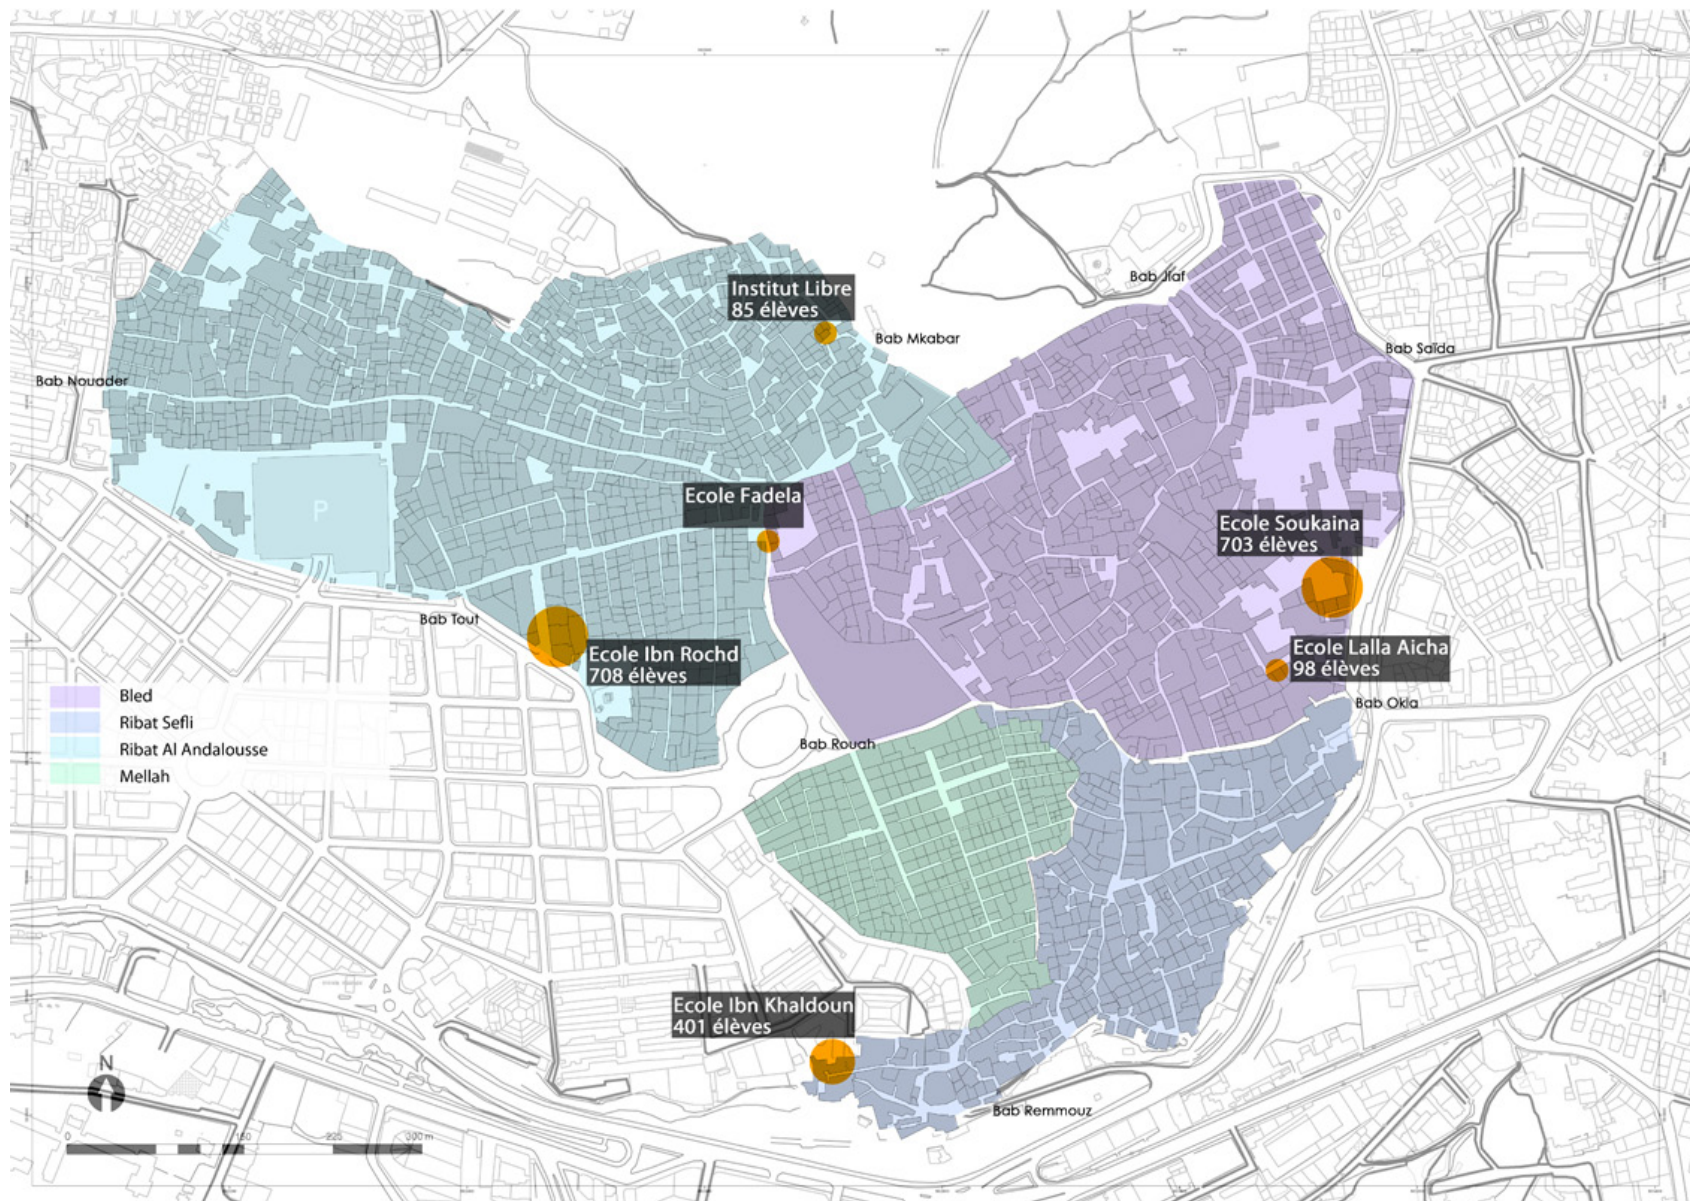 Bab Jiaf
Institut Libre
85 élèves
Bab Mkabar
Bab Saïda
Bab Nouader
Ecole Fadela
P
Ecole Soukaina
703 élèves
Bab Tout
Ecole Ibn Rochd
708 élèves
Ecole Lalla Aicha
98 élèves
Bab Okla
Bab Rouah
Bled
Ribat Sefli
Ribat Al Andalousse
Mellah
Ecole Ibn Khaldoun
401 élèves
N
Bab Remmouz
0 150 225 300 m